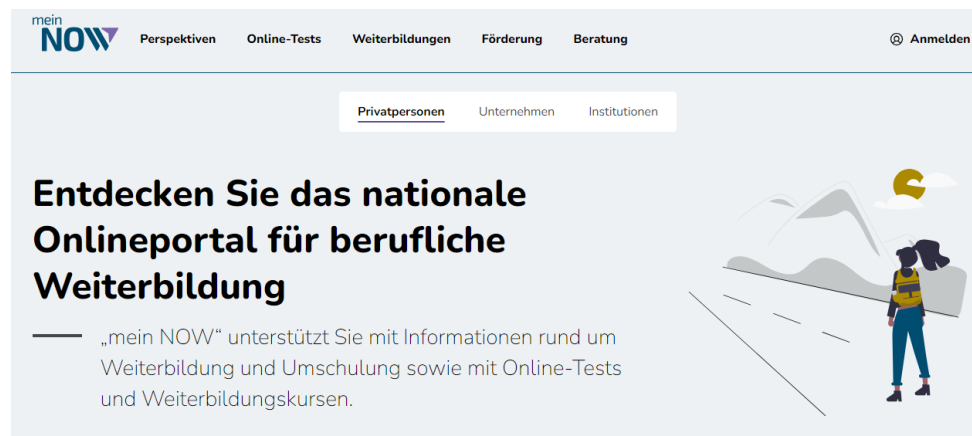 mein
NOW
Perspektiven Online-Tests Weiterbildungen Förderung Beratung Anmelden
Privatpersonen Unternehmen Institutionen
Entdecken Sie das nationale
Onlineportal für berufliche
Weiterbildung
„mein NOW“ unterstützt Sie mit Informationen rund um
Weiterbildung und Umschulung sowie mit Online-Tests
und Weiterbildungskursen.